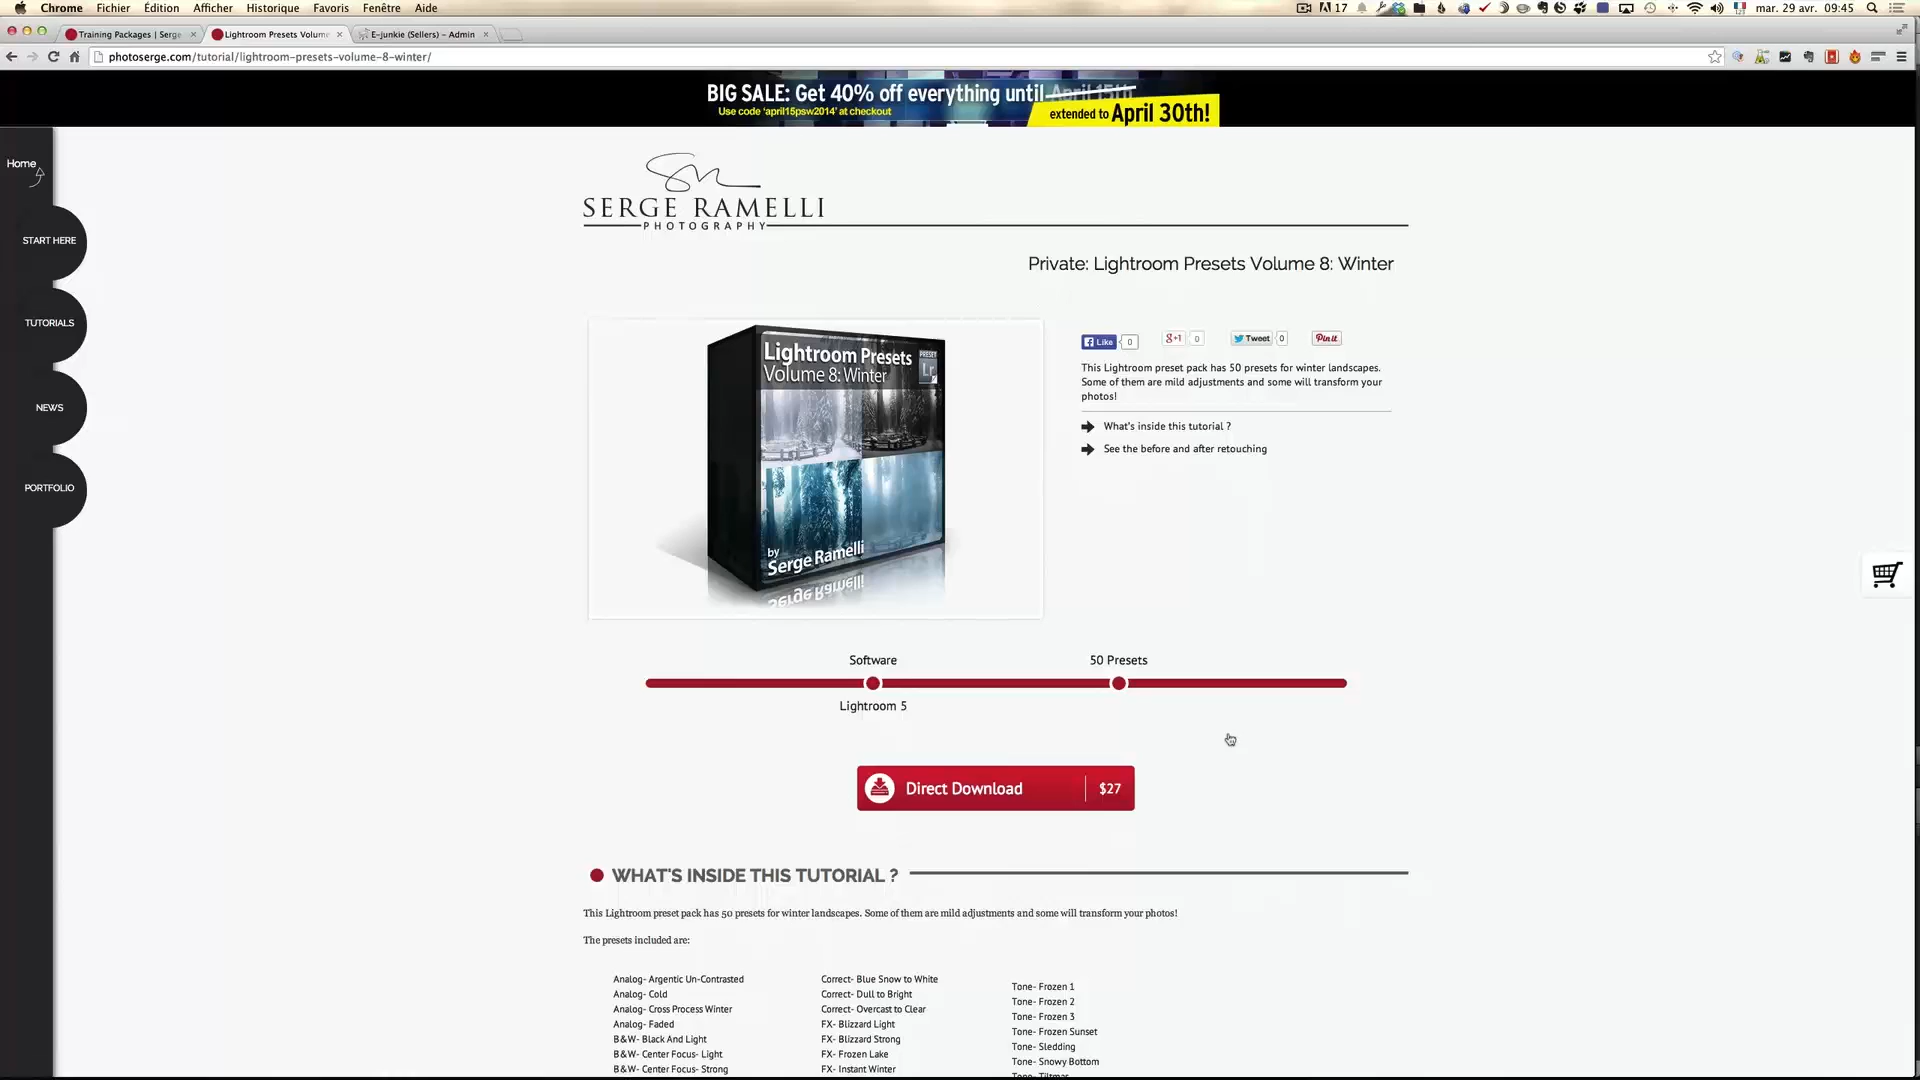 Chrome Fichier Édition Afficher Historique Favoris Fenêtre Aide 17 mar. 29 avr. 09:45
Training Packages | Serge Lightroom Presets Volume E-junkie (Sellers) - Admin
photoserge.com/tutorial/lightroom-presets-volume-8-winter/
BIG SALE: Get 40% off everything until April 15th
Use code 'april15psw2014' at checkout
extended to April 30th!
Home
START HERE
TUTORIALS
NEWS
PORTFOLIO
SERGE RAMELLI
PHOTOGRAPHY
Private: Lightroom Presets Volume 8: Winter
Lightroom Presets
Volume 8: Winter
PRESET
Lr
by
Serge Ramelli
Like 0 g+1 0 Tweet 0 Pin it
This Lightroom preset pack has 50 presets for winter landscapes.
Some of them are mild adjustments and some will transform your
photos!
What's inside this tutorial ?
See the before and after retouching
Software 50 Presets
Lightroom 5
Direct Download $27
WHAT'S INSIDE THIS TUTORIAL ?
This Lightroom preset pack has 50 presets for winter landscapes. Some of them are mild adjustments and some will transform your photos!
The presets included are:
Analog- Argentic Un-Contrasted
Analog- Cold
Analog- Cross Process Winter
Analog- Faded
B&W- Black And Light
B&W- Center Focus- Light
B&W- Center Focus- Strong
Correct- Blue Snow to White
Correct- Dull to Bright
Correct- Overcast to Clear
FX- Blizzard Light
FX- Blizzard Strong
FX- Frozen Lake
FX- Instant Winter
Tone- Frozen 1
Tone- Frozen 2
Tone- Frozen 3
Tone- Frozen Sunset
Tone- Sledding
Tone- Snowy Bottom